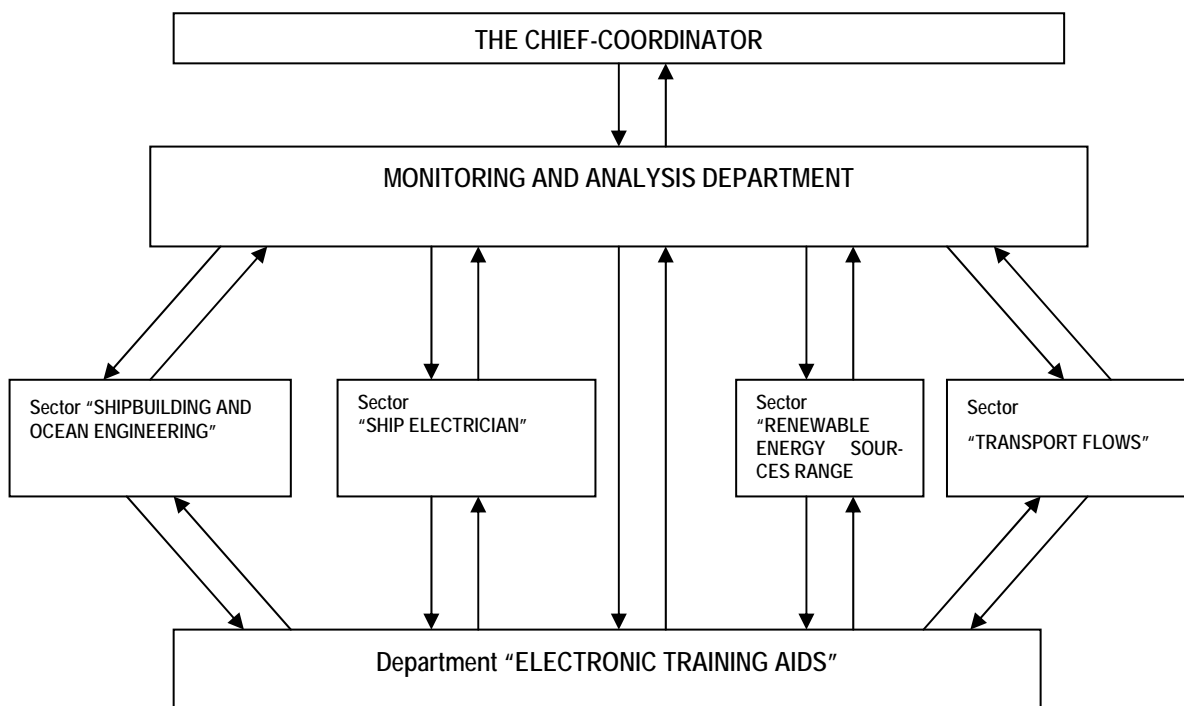 THE CHIEF-COORDINATOR
MONITORING AND ANALYSIS DEPARTMENT
Sector “SHIPBUILDING AND
OCEAN ENGINEERING”
Sector
“SHIP ELECTRICIAN”
Sector
“RENEWABLE
ENERGY SOUR-
CES RANGE
Sector
“TRANSPORT FLOWS”
Department “ELECTRONIC TRAINING AIDS”